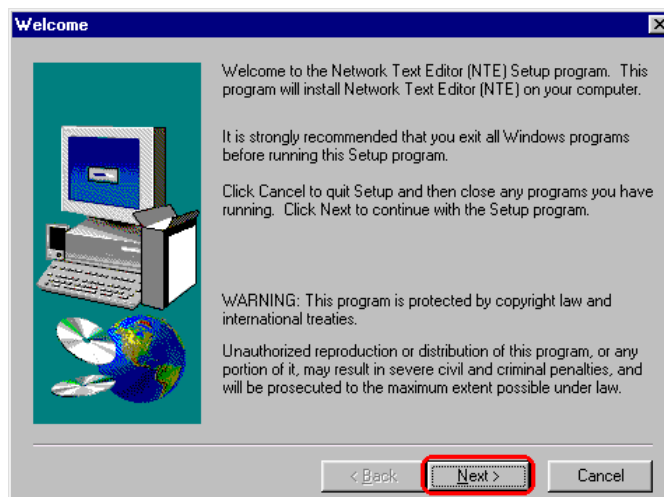 Welcome
Welcome to the Network Text Editor (NTE) Setup program. This
program will install Network Text Editor (NTE) on your computer.
It is strongly recommended that you exit all Windows programs
before running this Setup program.
Click Cancel to quit Setup and then close any programs you have
running. Click Next to continue with the Setup program.
WARNING: This program is protected by copyright law and
international treaties.
Unauthorized reproduction or distribution of this program, or any
portion of it, may result in severe civil and criminal penalties, and
will be prosecuted to the maximum extent possible under law.
< Back Next > Cancel